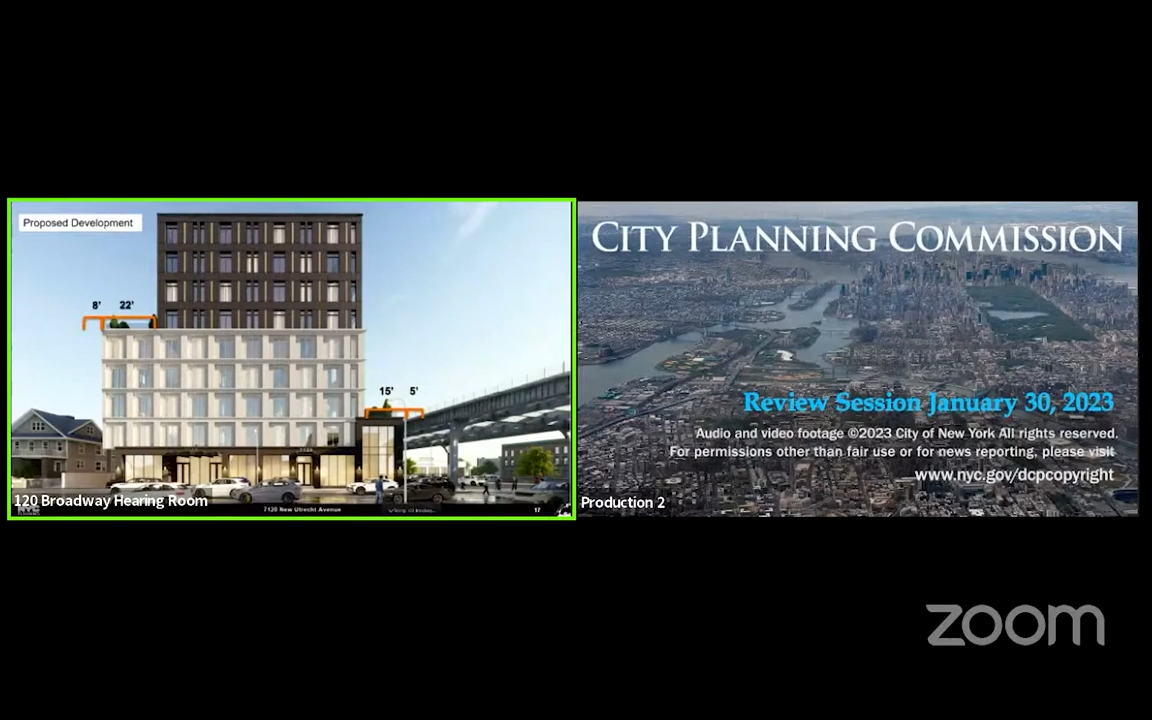 Proposed Development
8' 22'
15' 5'
120 Broadway Hearing Room
NYC
7120 New Utrecht Avenue
17
CITY PLANNING COMMISSION
Review Session January 30, 2023
Audio and video footage ©2023 City of New York All rights reserved.
For permissions other than fair use or for news reporting, please visit
www.nyc.gov/dcpcopyright
Production 2
zoom